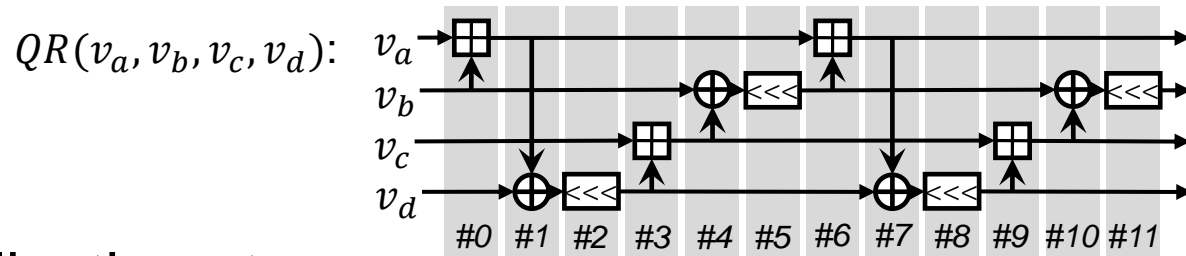 QR(v_a, v_b, v_c, v_d):
v_a
v_b <<< <<<
v_c
v_d <<< <<<
#0 #1 #2 #3 #4 #5 #6 #7 #8 #9 #10 #11